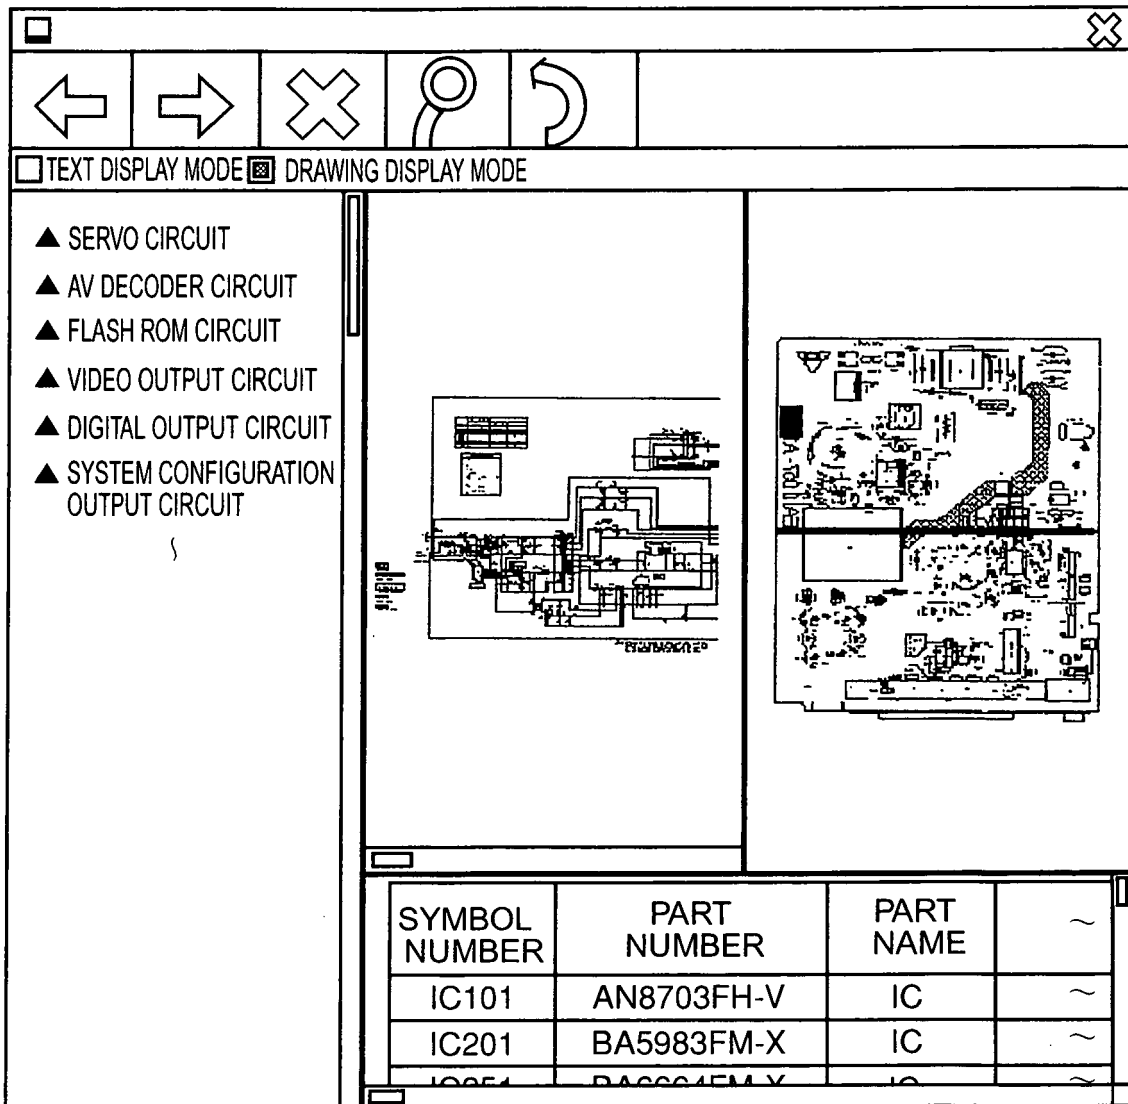 TEXT DISPLAY MODE DRAWING DISPLAY MODE
▲ SERVO CIRCUIT
▲ AV DECODER CIRCUIT
▲ FLASH ROM CIRCUIT
▲ VIDEO OUTPUT CIRCUIT
▲ DIGITAL OUTPUT CIRCUIT
▲ SYSTEM CONFIGURATION
OUTPUT CIRCUIT
SYMBOL NUMBER PART NUMBER PART NAME ~
IC101 AN8703FH-V IC ~
IC201 BA5983FM-X IC ~